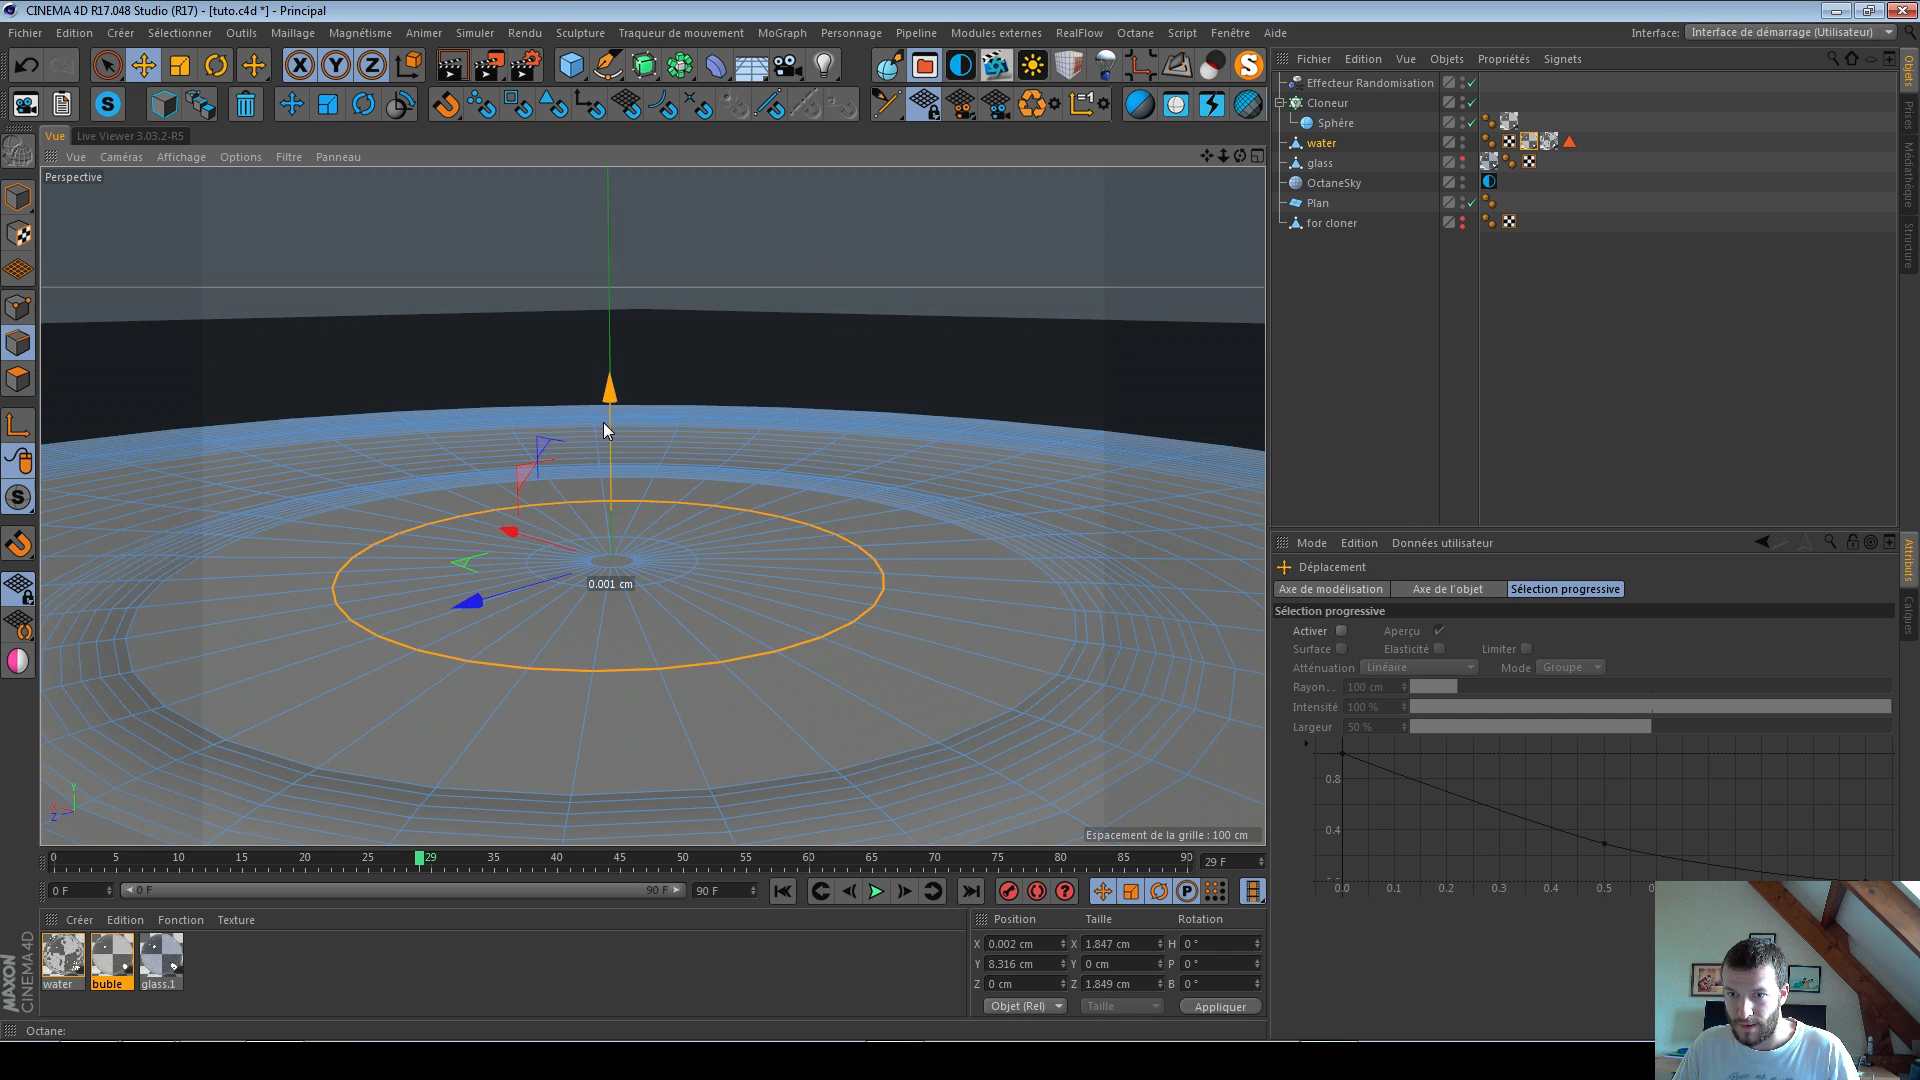 CINEMA 4D R17.048 Studio (R17) - [tuto.c4d *] - Principal
Fichier Edition Créer Sélectionner Outils Maillage Magnétisme Animer Simuler Rendu Sculpture Traqueur de mouvement MoGraph Personnage Pipeline Modules externes RealFlow Octane Script Fenêtre Aide
Interface: Interface de démarrage (Utilisateur)
Fichier Edition Vue Objets Propriétés Signets
Effecteur Randomisation
Cloneur
Sphère
water
glass
OctaneSky
Plan
for cloner
Objets
Prises
Médiathèque
Structure
Vue Live Viewer 3.03.2-R5
Vue Caméras Affichage Options Filtre Panneau
Perspective
0.001 cm
Espacement de la grille : 100 cm
Y
X
Z
Mode Edition Données utilisateur
Déplacement
Axe de modélisation Axe de l'objet Sélection progressive
Sélection progressive
Activer Aperçu
Surface Elasticité Limiter
Atténuation Linéaire Mode Groupe
Rayon.. 100 cm
Intensité 100 %
Largeur 50 %
0.8
0.4
0.0 0.1 0.2 0.3 0.4 0.5
Attributs
Calques
0 5 10 15 20 25 29 35 40 45 50 55 60 65 70 75 80 85 90 29 F
0 F 0 F 90 F 90 F
Créer Edition Fonction Texture
water buble glass.1
Position Taille Rotation
X 0.002 cm X 1.847 cm H 0 °
Y 8.316 cm Y 0 cm P 0 °
Z 0 cm Z 1.849 cm B 0 °
Objet (Rel) Taille Appliquer
MAXON
CINEMA 4D
Octane: